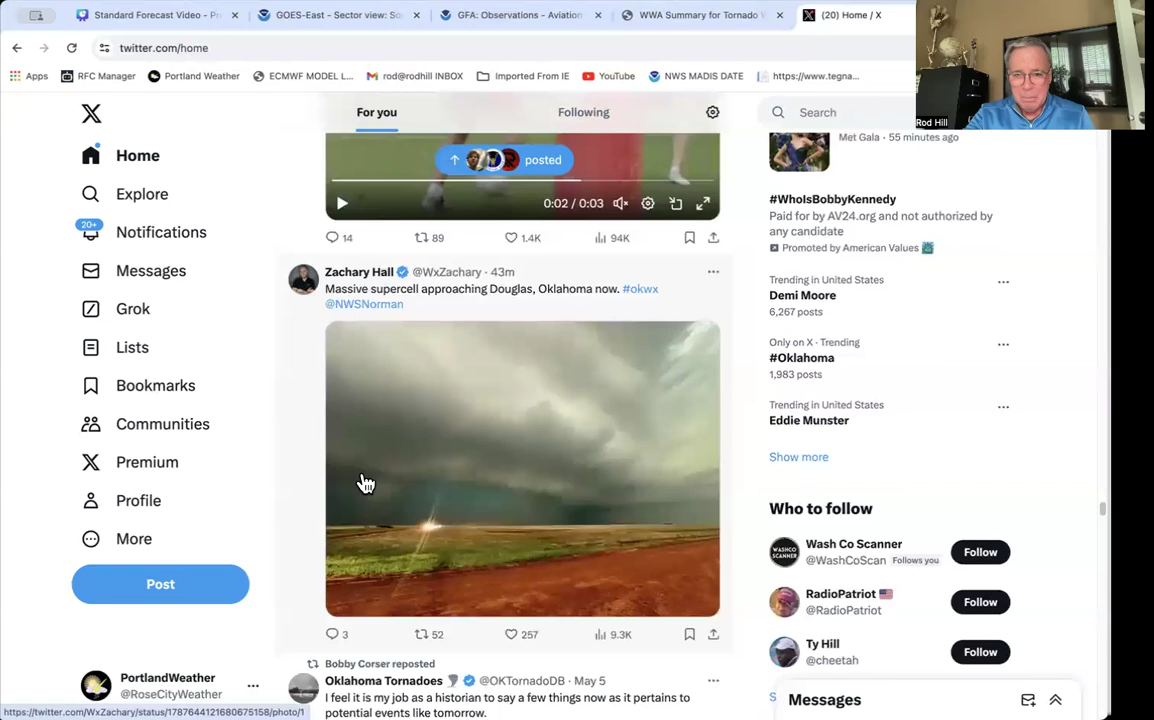 Standard Forecast Video - Pr
GOES-East - Sector view: So
GFA: Observations - Aviation
WWA Summary for Tornado W
(20) Home / X
twitter.com/home
Apps
RFC Manager
Portland Weather
ECMWF MODEL L...
rod@rodhill INBOX
Imported From IE
YouTube
NWS MADIS DATE
https://www.tegna...
Rod Hill
Home
Explore
20+
Notifications
Messages
Grok
Lists
Bookmarks
Communities
Premium
Profile
More
Post
PortlandWeather
@RoseCityWeather
https://twitter.com/WxZachary/status/1787644121680675158/photo/1
For you
Following
posted
0:02 / 0:03
14
89
1.4K
94K
Zachary Hall @WxZachary · 43m
Massive supercell approaching Douglas, Oklahoma now. #okwx
@NWSNorman
3
52
257
9.3K
Bobby Corser reposted
Oklahoma Tornadoes @OKTornadoDB · May 5
I feel it is my job as a historian to say a few things now as it pertains to
potential events like tomorrow.
Search
Met Gala · 55 minutes ago
#WhoIsBobbyKennedy
Paid for by AV24.org and not authorized by
any candidate
Promoted by American Values
Trending in United States
Demi Moore
6,267 posts
Only on X · Trending
#Oklahoma
1,983 posts
Trending in United States
Eddie Munster
Show more
Who to follow
Wash Co Scanner
@WashCoScan Follows you
Follow
RadioPatriot
@RadioPatriot
Follow
Ty Hill
@cheetah
Follow
Messages